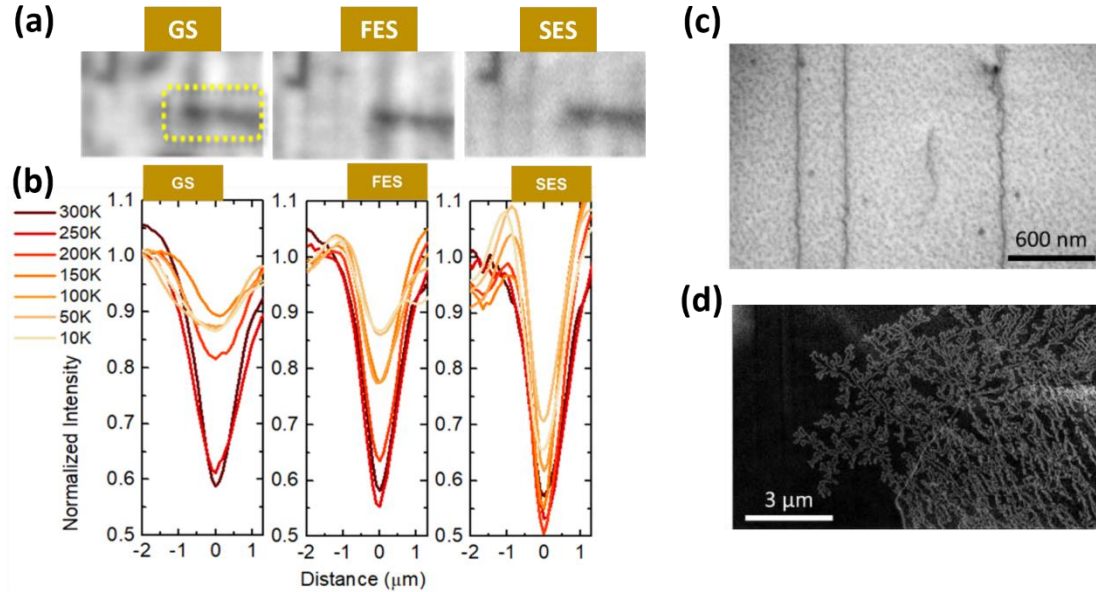 (a)
GS FES SES
(b)
GS FES SES
300K
250K
200K
150K
100K
50K
10K
Normalized Intensity
1.1 1.1 1.1
1.0 1.0 1.0
0.9 0.9 0.9
0.8 0.8 0.8
0.7 0.7 0.7
0.6 0.6 0.6
0.5 0.5 0.5
-2 -1 0 1 -2 -1 0 1 -2 -1 0 1
Distance (μm)
(c)
600 nm
(d)
3 μm